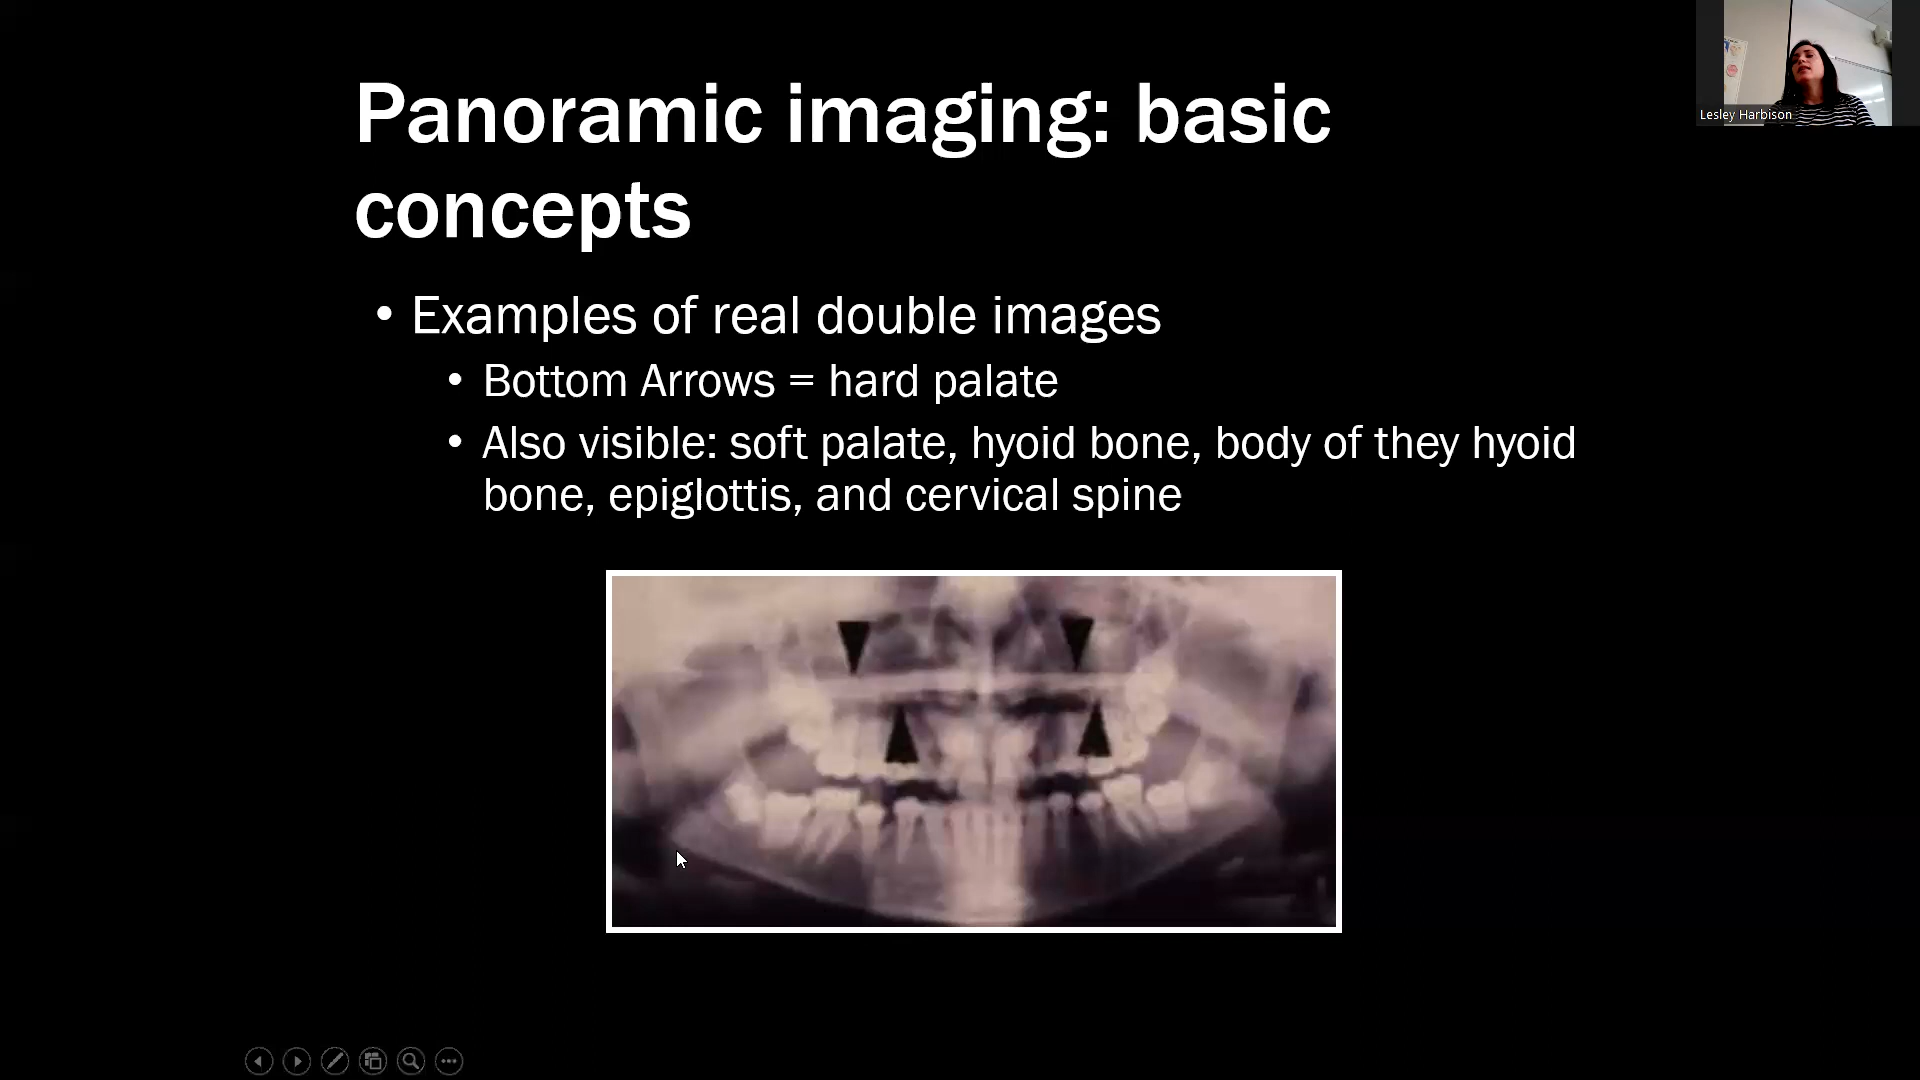 Panoramic imaging: basic
concepts
• Examples of real double images
• Bottom Arrows = hard palate
• Also visible: soft palate, hyoid bone, body of they hyoid
bone, epiglottis, and cervical spine
Lesley Harbison